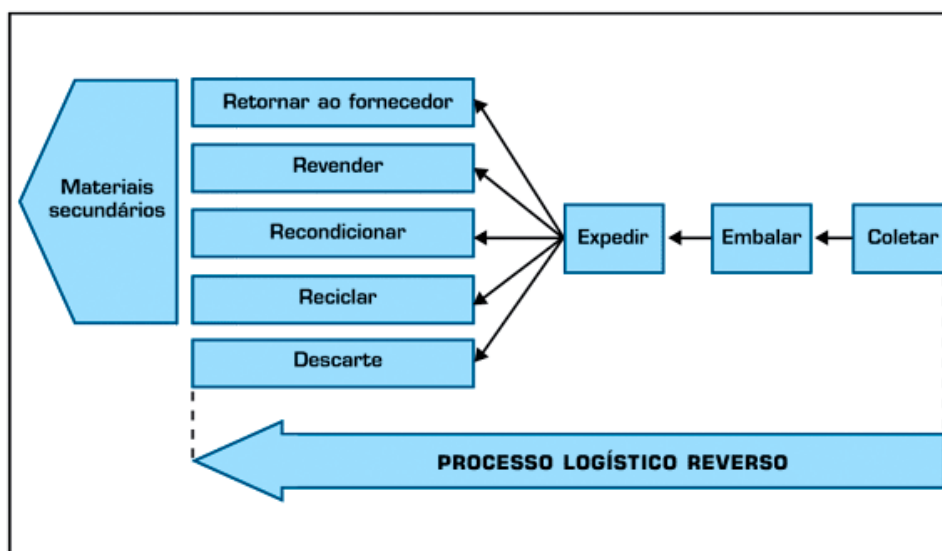 Retornar ao fornecedor
Revender
Materiais
secundários
Recondicionar
Expedir
Embalar
Coletar
Reciclar
Descarte
PROCESSO LOGÍSTICO REVERSO